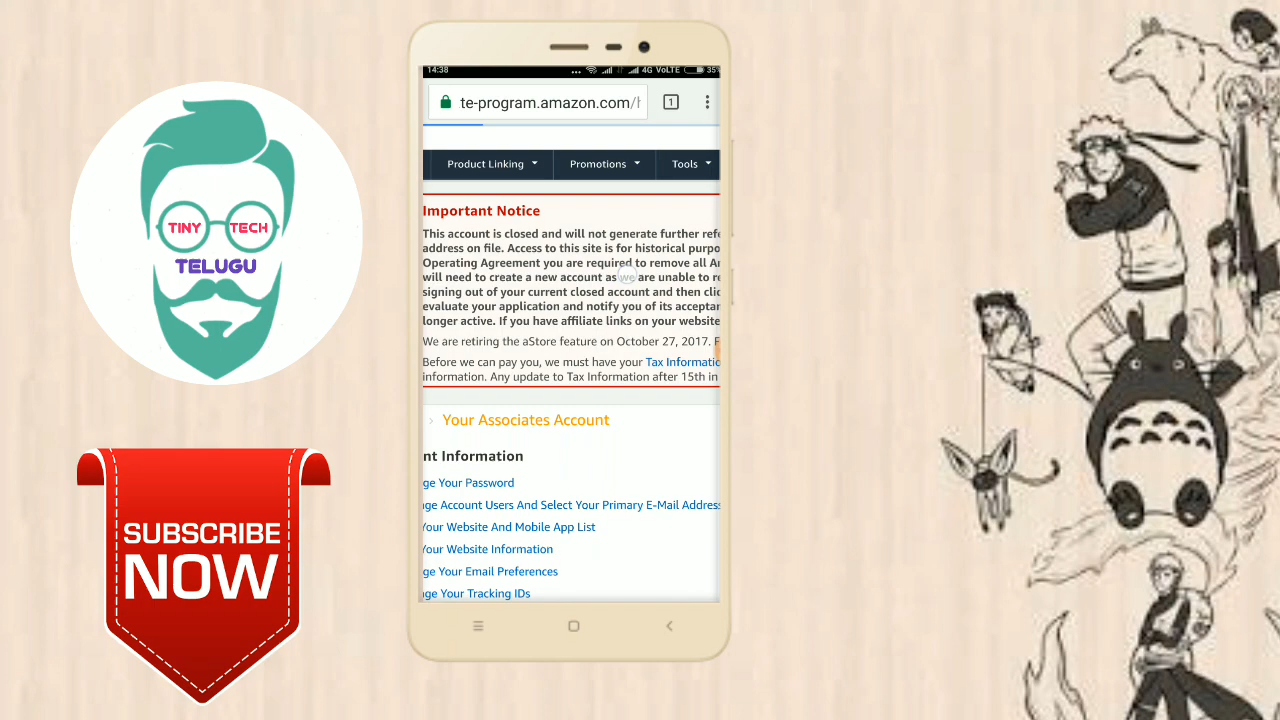 TINY TECH
TELUGU
SUBSCRIBE
NOW
14:38
4G VoLTE 35
te-program.amazon.com/
1
Product Linking
Promotions
Tools
Important Notice
This account is closed and will not generate further
address on file. Access to this site is for historical
Operating Agreement you are required to remove all
will need to create a new account as we are unable to
signing out of your current closed account and then
evaluate your application and notify you of its
longer active. If you have affiliate links on your website
We are retiring the aStore feature on October 27, 2017.
Before we can pay you, we must have your Tax
information. Any update to Tax Information after 15th in
› Your Associates Account
nt Information
ge Your Password
ge Account Users And Select Your Primary E-Mail Address
Your Website And Mobile App List
Your Website Information
ge Your Email Preferences
ge Your Tracking IDs